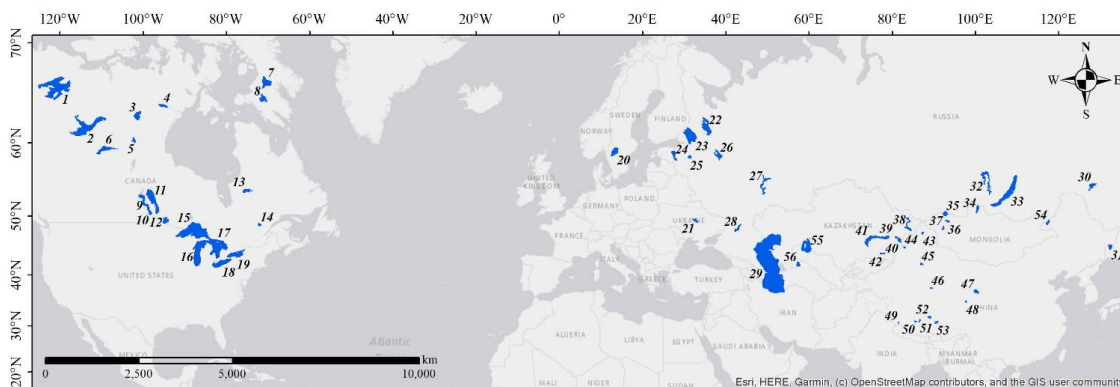 120°W 100°W 80°W 60°W 40°W 20°W 0° 20°E 40°E 60°E 80°E 100°E 120°E
70°N
N
W E
S
7
8
1
3 4
RUSSIA
SWEDEN
FINLAND
22
NORWAY
2
6
5
60°N
23
24
25
26
20
CANADA
13
11
9
10 12
14
15
17
16
18 19
UNITED
KINGDOM
POLAND
GERMANY
FRANCE
UKRAINE
21
27
28
50°N
30
32
33
34 35
54
37
36
38
39
KAZAKHSTAN
41
44
43
40
42
45
MONGOLIA
31
55
56
29
UNITED STATES
ITALY
GREECE
TURKEY
40°N
46
47
CHINA
48
49
52
50
51 53
IRAN
30°N
ALGERIA
LIBYA
EGYPT
SAUDI ARABIA
INDIA
MYANMAR
Atlantic
MEXICO
20°N
MALI
NIGER
SUDAN
km
0 2,500 5,000 10,000
Esri, HERE, Garmin, (c) OpenStreetMap contributors, and the GIS user commun